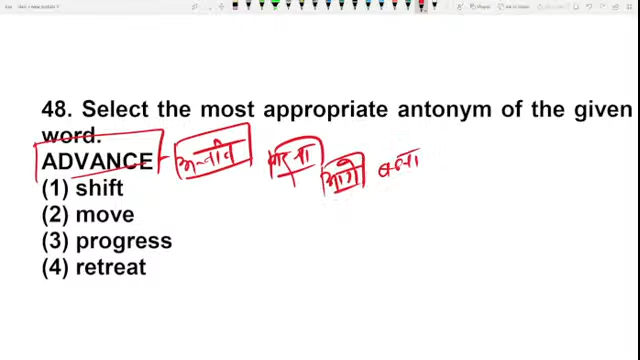 48. Select the most appropriate antonym of the given
word.
ADVANCE
(1) shift
(2) move
(3) progress
(4) retreat
आगे